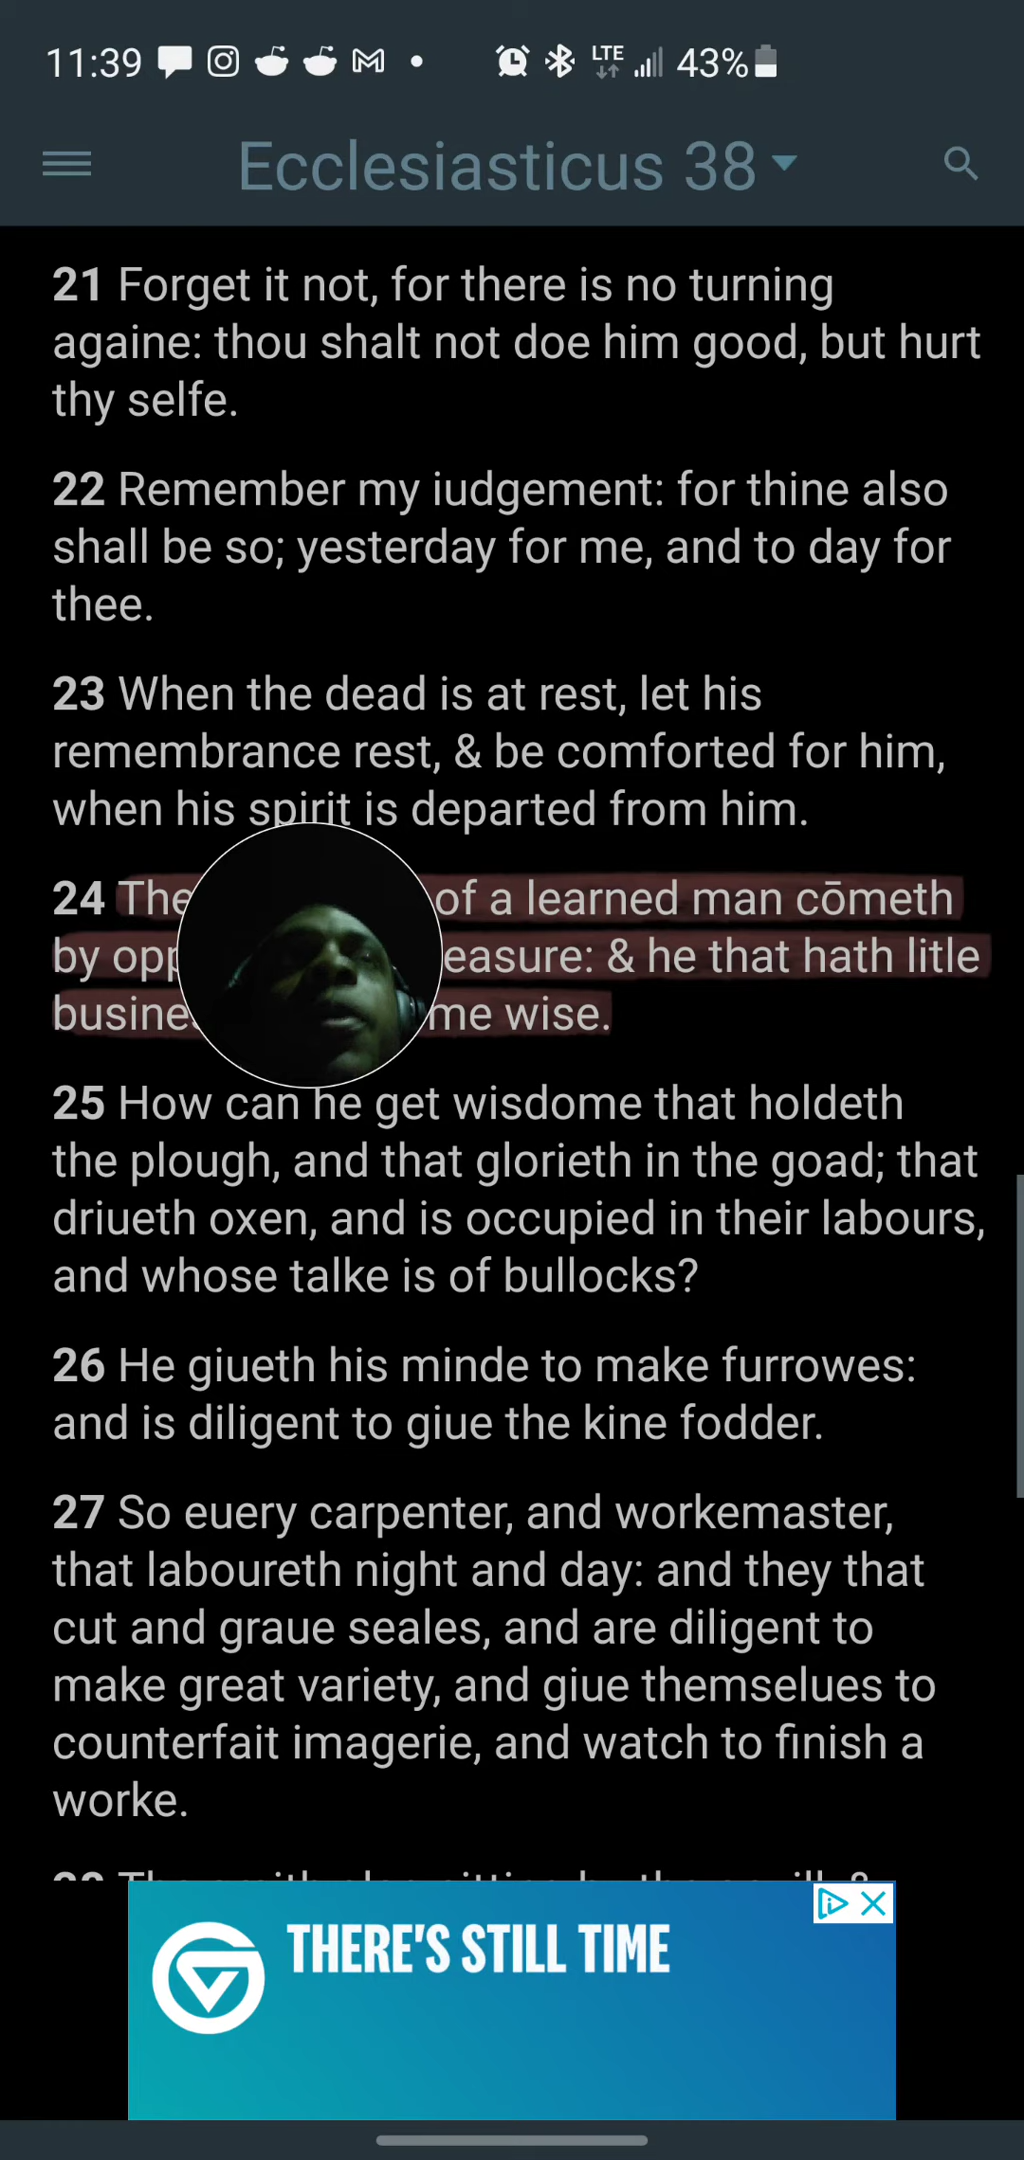 11:39 LTE 43%
Ecclesiasticus 38
21 Forget it not, for there is no turning
againe: thou shalt not doe him good, but hurt
thy selfe.
22 Remember my iudgement: for thine also
shall be so; yesterday for me, and to day for
thee.
23 When the dead is at rest, let his
remembrance rest, & be comforted for him,
when his spirit is departed from him.
24 The of a learned man cōmeth
by opp easure: & he that hath litle
busine me wise.
25 How can he get wisdome that holdeth
the plough, and that glorieth in the goad; that
driueth oxen, and is occupied in their labours,
and whose talke is of bullocks?
26 He giueth his minde to make furrowes:
and is diligent to giue the kine fodder.
27 So euery carpenter, and workemaster,
that laboureth night and day: and they that
cut and graue seales, and are diligent to
make great variety, and giue themselues to
counterfait imagerie, and watch to finish a
worke.
THERE'S STILL TIME